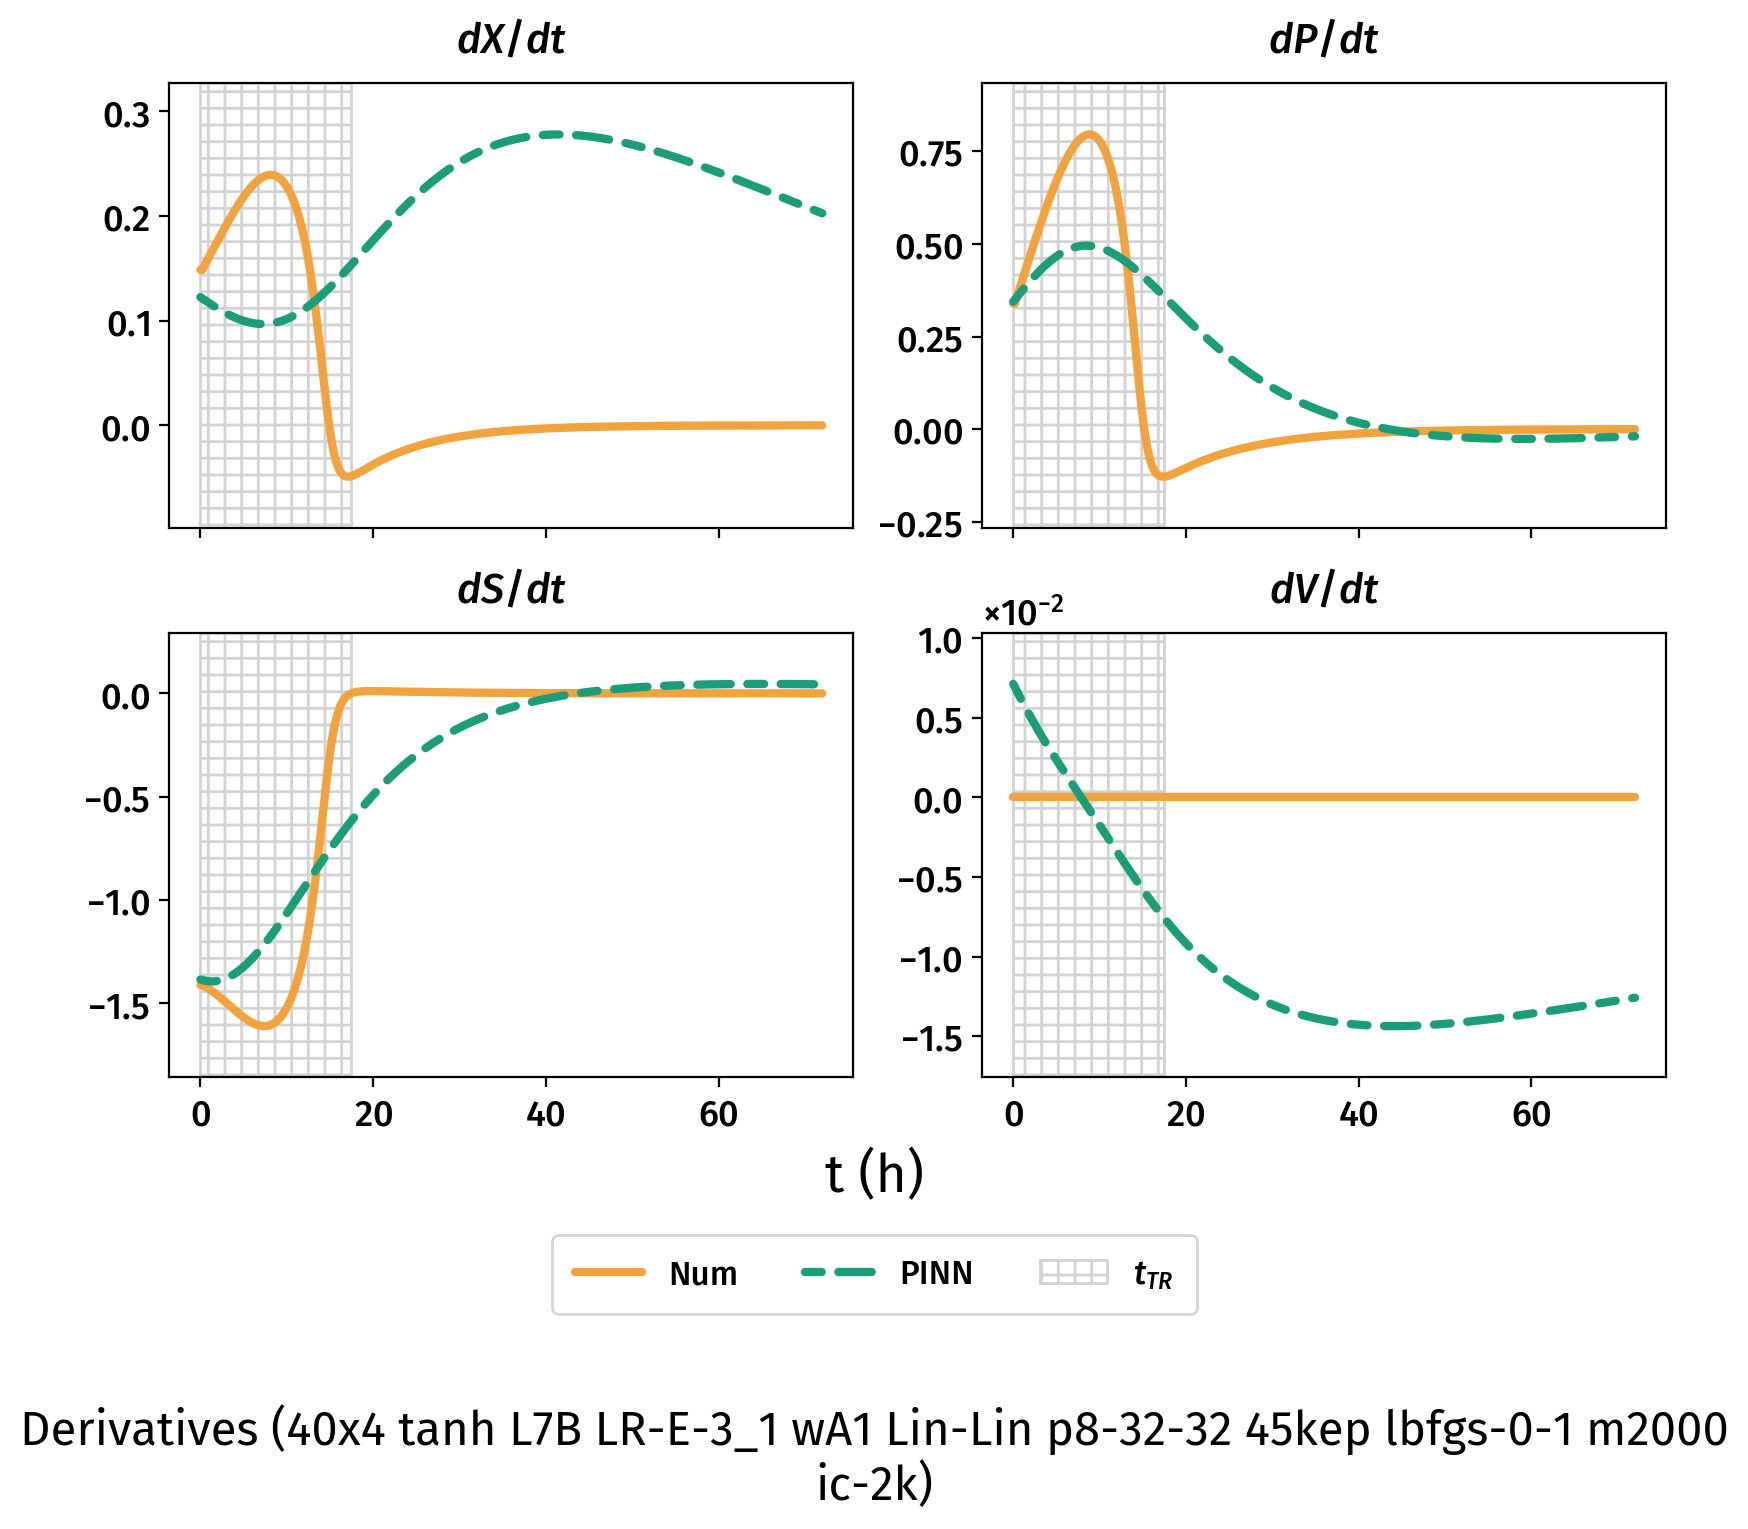 dX/dt
dP/dt
0.3
0.2
0.1
0.0
0.75
0.50
0.25
0.00
−0.25
dS/dt
dV/dt
×10⁻²
0.0
−0.5
−1.0
−1.5
1.0
0.5
0.0
−0.5
−1.0
−1.5
0 20 40 60
0 20 40 60
t (h)
Num PINN t_TR
Derivatives (40x4 tanh L7B LR-E-3_1 wA1 Lin-Lin p8-32-32 45kep lbfgs-0-1 m2000
ic-2k)